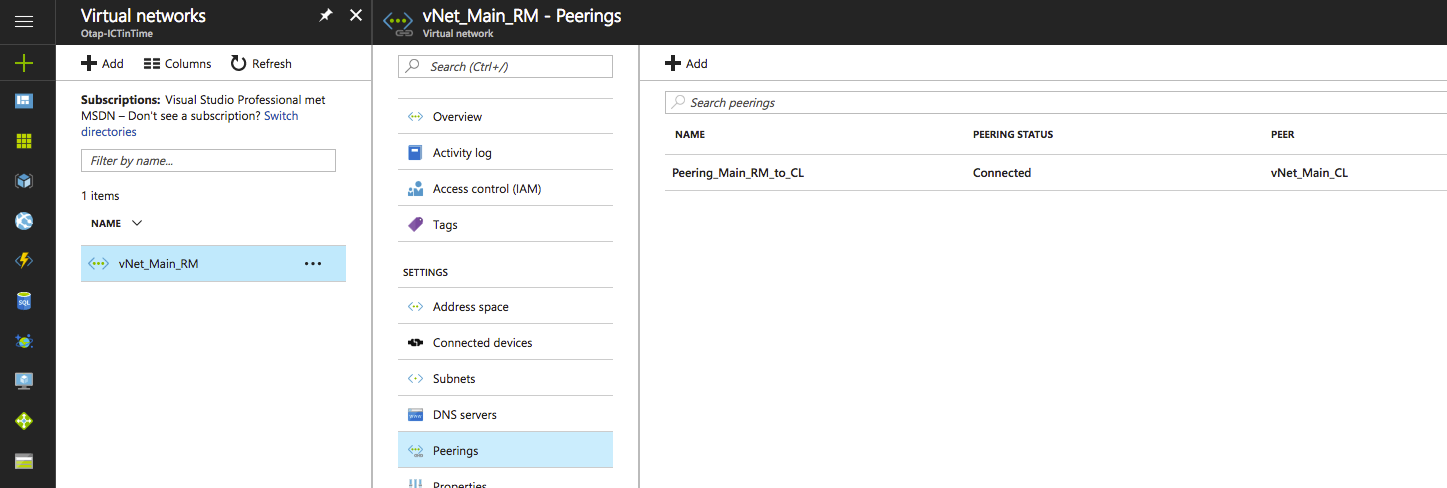 Virtual networks
Otap-ICTinTime
Add Columns Refresh
Subscriptions: Visual Studio Professional met
MSDN – Don't see a subscription? Switch
directories
Filter by name...
1 items
NAME
vNet_Main_RM
vNet_Main_RM - Peerings
Virtual network
Search (Ctrl+/)
Overview
Activity log
Access control (IAM)
Tags
SETTINGS
Address space
Connected devices
Subnets
DNS servers
Peerings
Properties
Add
Search peerings
NAME PEERING STATUS PEER
Peering_Main_RM_to_CL Connected vNet_Main_CL
SQL